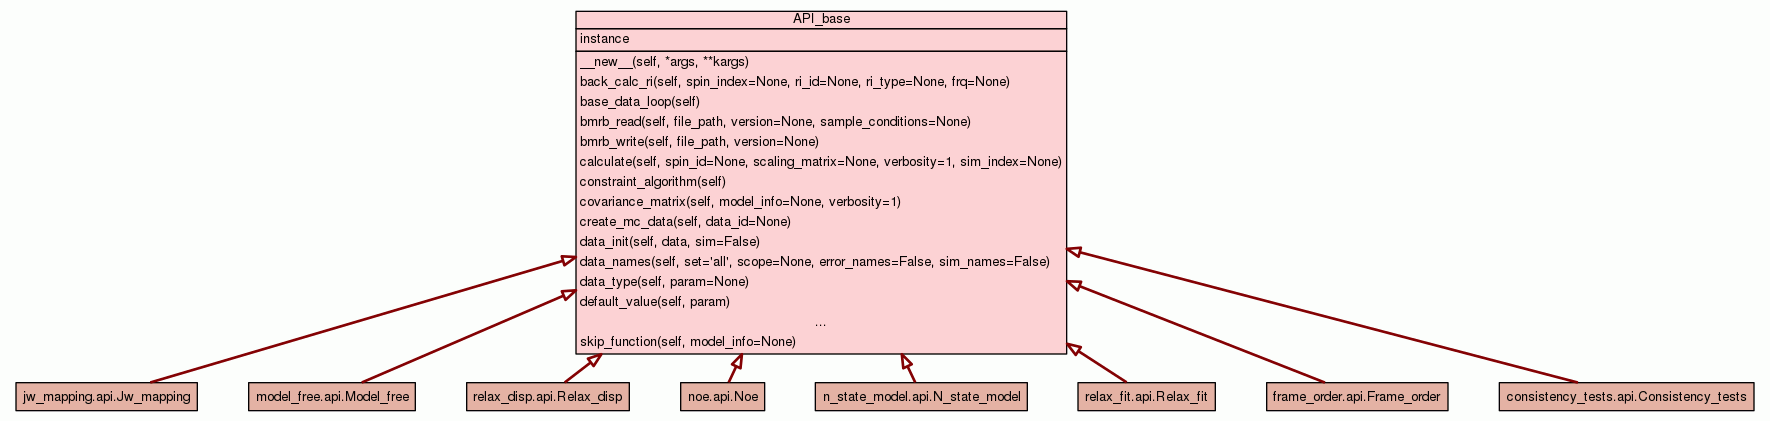 API_base
instance
__new__(self, *args, **kargs)
back_calc_ri(self, spin_index=None, ri_id=None, ri_type=None, frq=None)
base_data_loop(self)
bmrb_read(self, file_path, version=None, sample_conditions=None)
bmrb_write(self, file_path, version=None)
calculate(self, spin_id=None, scaling_matrix=None, verbosity=1, sim_index=None)
constraint_algorithm(self)
covariance_matrix(self, model_info=None, verbosity=1)
create_mc_data(self, data_id=None)
data_init(self, data, sim=False)
data_names(self, set='all', scope=None, error_names=False, sim_names=False)
data_type(self, param=None)
default_value(self, param)
...
skip_function(self, model_info=None)
jw_mapping.api.Jw_mapping
model_free.api.Model_free
relax_disp.api.Relax_disp
noe.api.Noe
n_state_model.api.N_state_model
relax_fit.api.Relax_fit
frame_order.api.Frame_order
consistency_tests.api.Consistency_tests